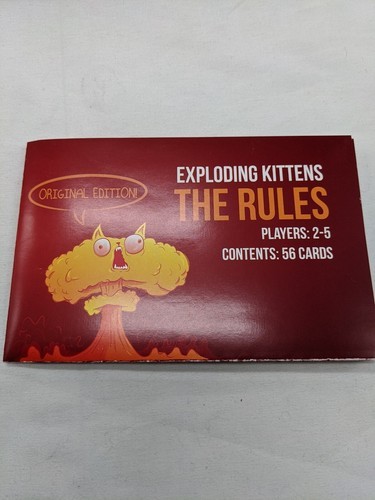 ORIGINAL EDITION!
EXPLODING KITTENS
THE RULES
PLAYERS: 2-5
CONTENTS: 56 CARDS